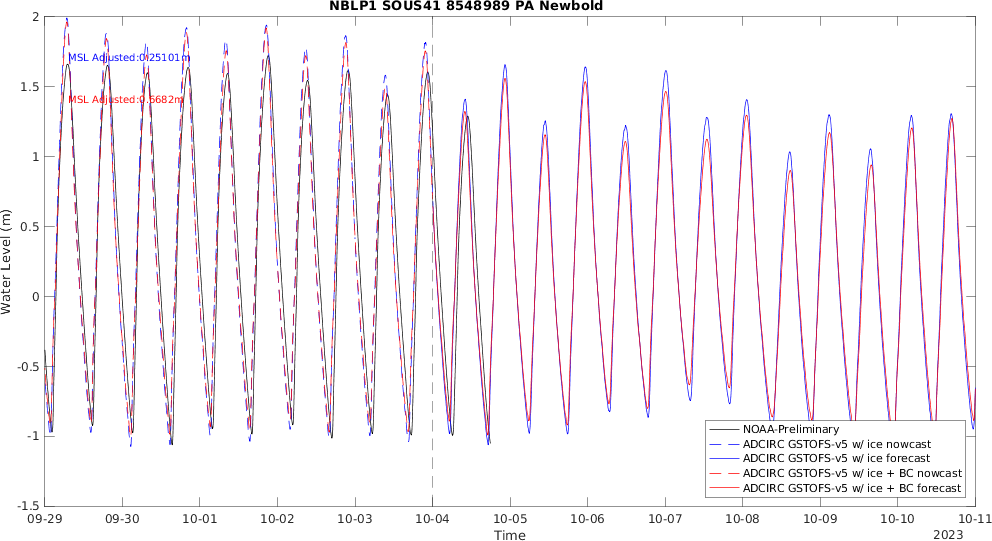 NBLP1 SOUS41 8548989 PA Newbold
2
1.5
1
0.5
0
-0.5
-1
-1.5
Water Level (m)
MSL Adjusted:0.25101m
MSL Adjusted:0.6682m
NOAA-Preliminary
ADCIRC GSTOFS-v5 w/ ice nowcast
ADCIRC GSTOFS-v5 w/ ice forecast
ADCIRC GSTOFS-v5 w/ ice + BC nowcast
ADCIRC GSTOFS-v5 w/ ice + BC forecast
09-29 09-30 10-01 10-02 10-03 10-04 10-05 10-06 10-07 10-08 10-09 10-10 10-11
Time
2023